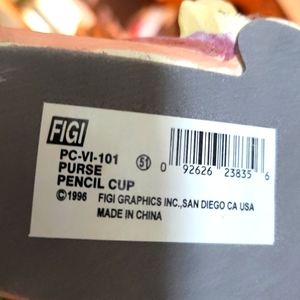 FIGI
PC-VI-101
PURSE
PENCIL CUP
51
0 92626 23835 6
©1996 FIGI GRAPHICS INC.,SAN DIEGO CA USA
MADE IN CHINA